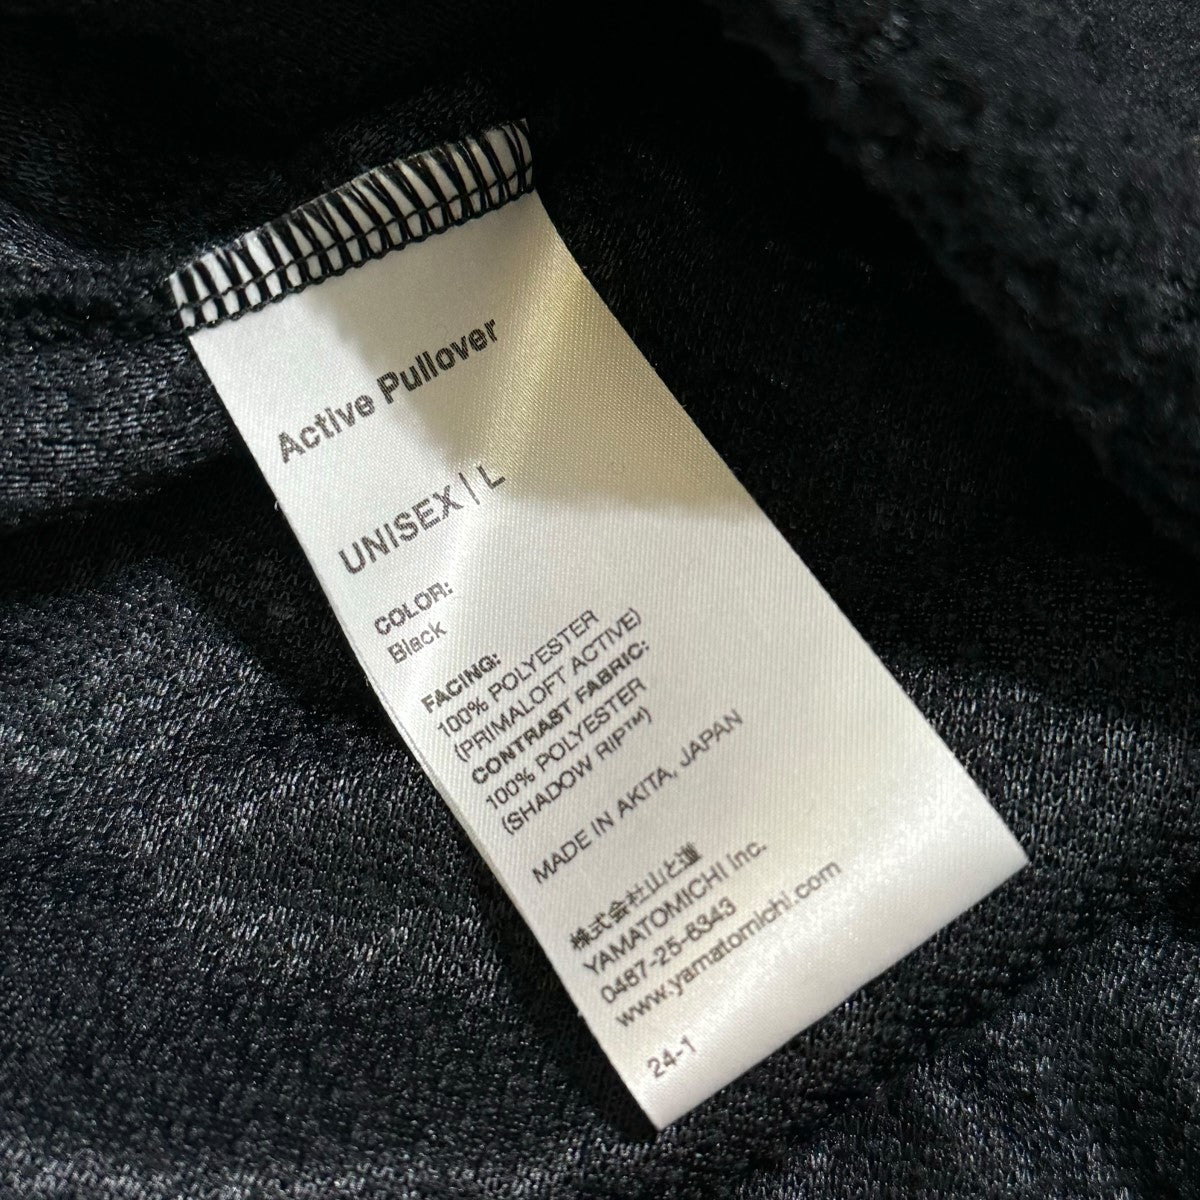 Active Pullover
UNISEX | L
COLOR:
Black
FACING:
100% POLYESTER
(PRIMALOFT ACTIVE)
CONTRAST FABRIC:
100% POLYESTER
(SHADOW RIP™)
MADE IN AKITA, JAPAN
株式会社山と道
YAMATOMICHI Inc.
0467-25-6343
www.yamatomichi.com
24-1